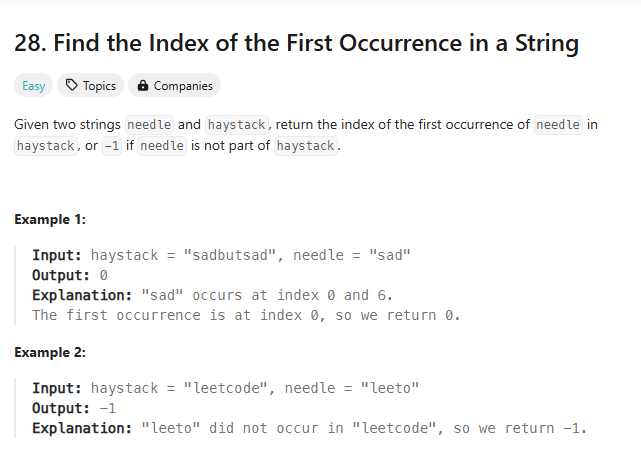 28. Find the Index of the First Occurrence in a String
Easy Topics Companies
Given two strings needle and haystack, return the index of the first occurrence of needle in
haystack, or -1 if needle is not part of haystack.
Example 1:
Input: haystack = "sadbutsad", needle = "sad"
Output: 0
Explanation: "sad" occurs at index 0 and 6.
The first occurrence is at index 0, so we return 0.
Example 2:
Input: haystack = "leetcode", needle = "leeto"
Output: -1
Explanation: "leeto" did not occur in "leetcode", so we return -1.